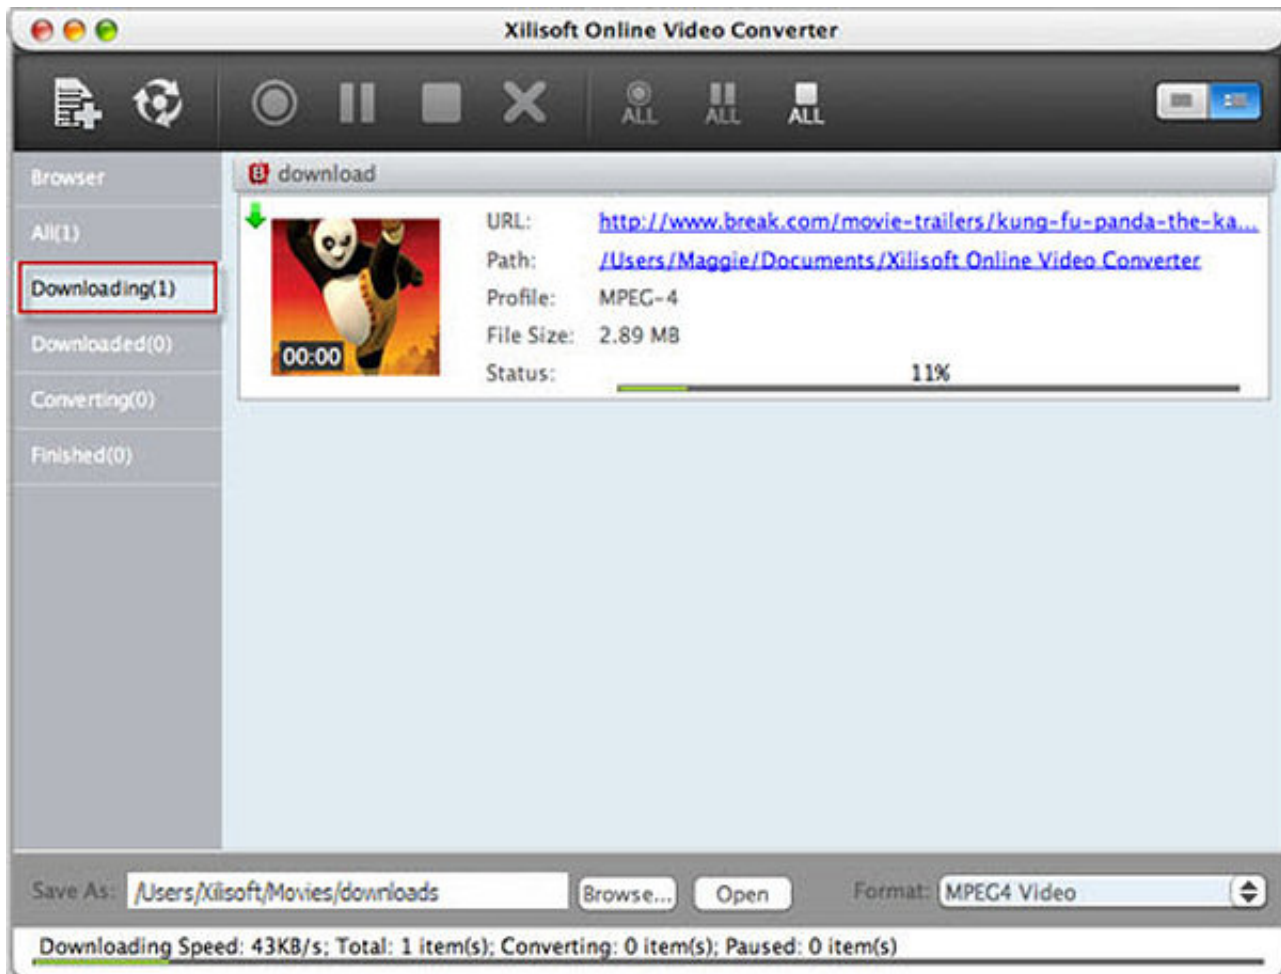 Xilisoft Online Video Converter
ALL ALL ALL
Browser
All(1)
Downloading(1)
Downloaded(0)
Converting(0)
Finished(0)
download
URL: http://www.break.com/movie-trailers/kung-fu-panda-the-ka...
Path: /Users/Maggie/Documents/Xilisoft Online Video Converter
Profile: MPEG-4
File Size: 2.89 MB
Status: 11%
00:00
Save As: /Users/Xilisoft/Movies/downloads Browse... Open Format: MPEG4 Video
Downloading Speed: 43KB/s; Total: 1 item(s); Converting: 0 item(s); Paused: 0 item(s)